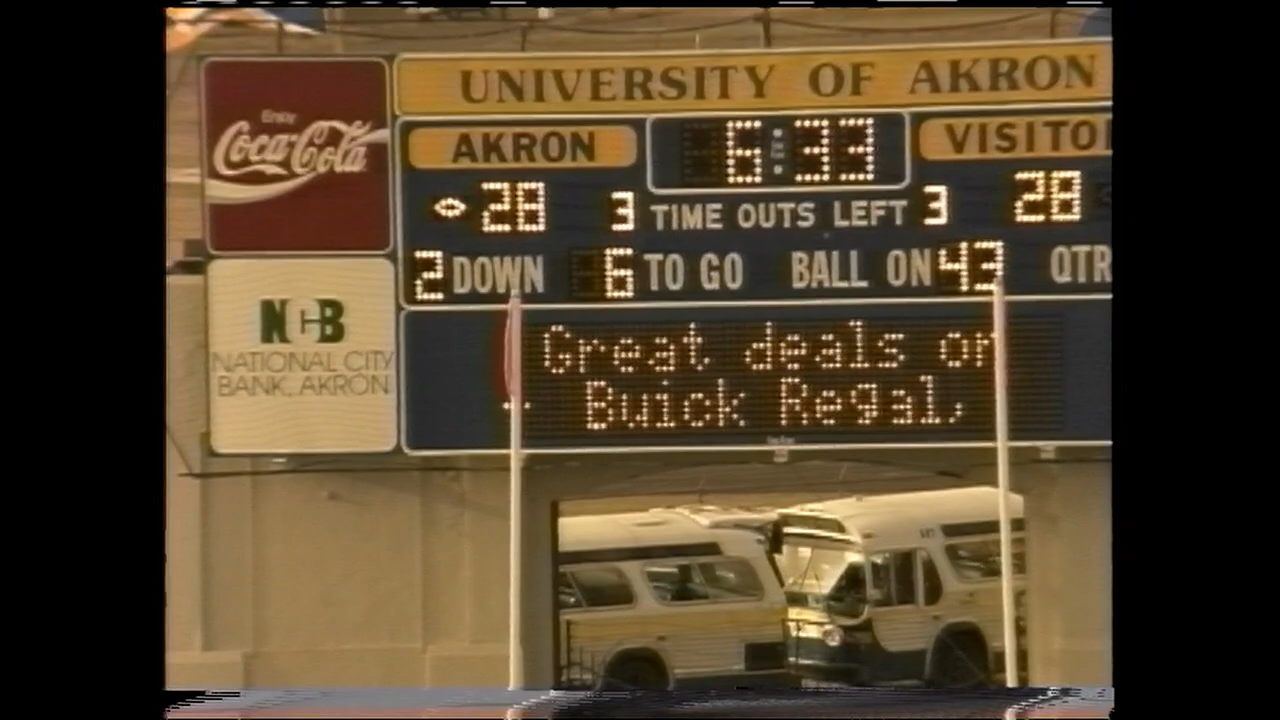 UNIVERSITY OF AKRON
Enjoy
Coca-Cola
AKRON 6:33 VISITO
28 3 TIME OUTS LEFT 3 28
2 DOWN 6 TO GO BALL ON 43 QTR
NCB
NATIONAL CITY
BANK, AKRON
Great deals on
Buick Regal,